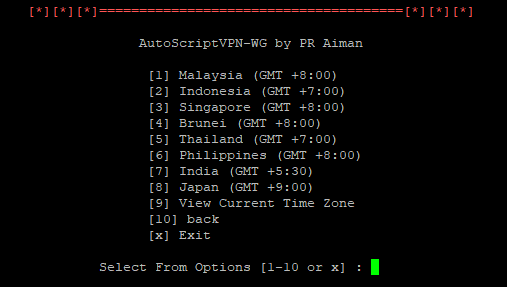 [*][*][*]======================================[*][*][*]
AutoScriptVPN-WG by PR Aiman
[1] Malaysia (GMT +8:00)
[2] Indonesia (GMT +7:00)
[3] Singapore (GMT +8:00)
[4] Brunei (GMT +8:00)
[5] Thailand (GMT +7:00)
[6] Philippines (GMT +8:00)
[7] India (GMT +5:30)
[8] Japan (GMT +9:00)
[9] View Current Time Zone
[10] back
[x] Exit
Select From Options [1-10 or x] :